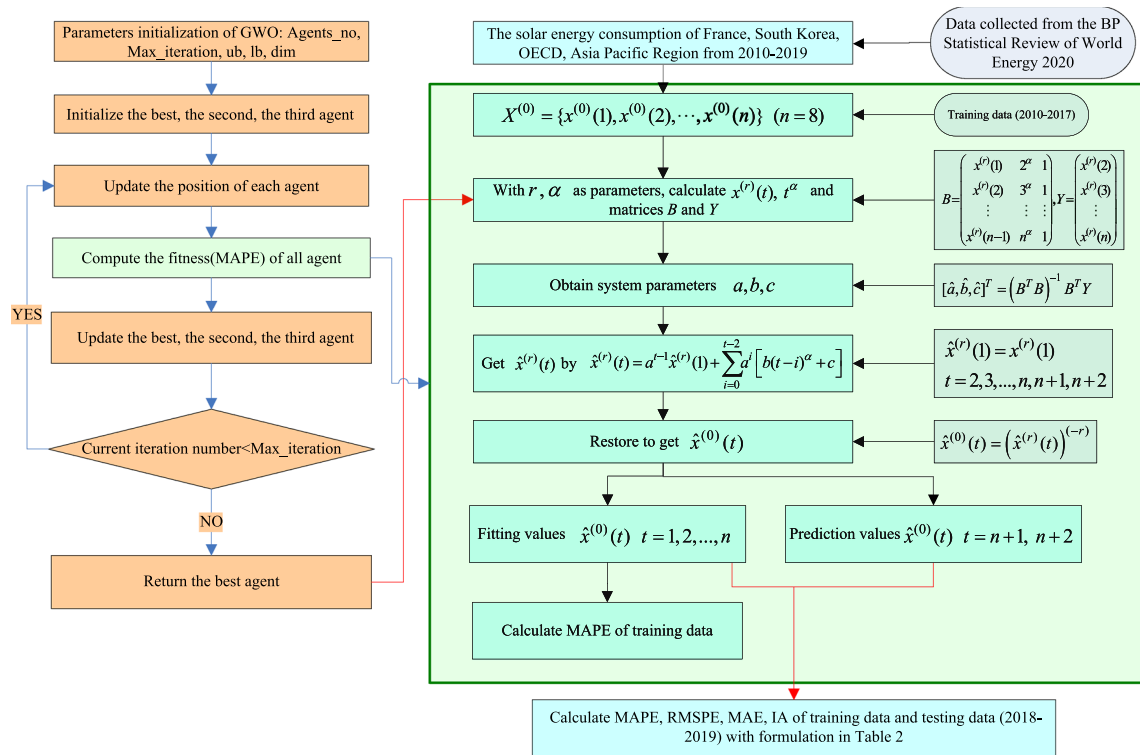 Parameters initialization of GWO: Agents_no,
Max_iteration, ub, lb, dim
Initialize the best, the second, the third agent
Update the position of each agent
Compute the fitness(MAPE) of all agent
YES
Update the best, the second, the third agent
Current iteration number<Max_iteration
NO
Return the best agent
The solar energy consumption of France, South Korea,
OECD, Asia Pacific Region from 2010-2019
Data collected from the BP
Statistical Review of World
Energy 2020
X^{(0)} = {x^{(0)}(1), x^{(0)}(2), ⋯, x^{(0)}(n)} (n = 8)
Training data (2010-2017)
With r, α as parameters, calculate x^{(r)}(t), t^α and
matrices B and Y
B = ( x^{(r)}(1) 2^α 1 , Y = ( x^{(r)}(2)
x^{(r)}(2) 3^α 1 x^{(r)}(3)
⋮ ⋮ ⋮ ⋮
x^{(r)}(n−1) n^α 1 ) x^{(r)}(n) )
Obtain system parameters a, b, c
[â, b̂, ĉ]^T = (B^T B)^{−1} B^T Y
Get x̂^{(r)}(t) by x̂^{(r)}(t) = a^{t−1} x̂^{(r)}(1) + ∑_{i=0}^{t−2} a^i [b(t−i)^α + c]
x̂^{(r)}(1) = x^{(r)}(1)
t = 2,3,...,n,n+1,n+2
Restore to get x̂^{(0)}(t)
x̂^{(0)}(t) = (x̂^{(r)}(t))^{(−r)}
Fitting values x̂^{(0)}(t) t = 1,2,...,n
Prediction values x̂^{(0)}(t) t = n+1, n+2
Calculate MAPE of training data
Calculate MAPE, RMSPE, MAE, IA of training data and testing data (2018-
2019) with formulation in Table 2